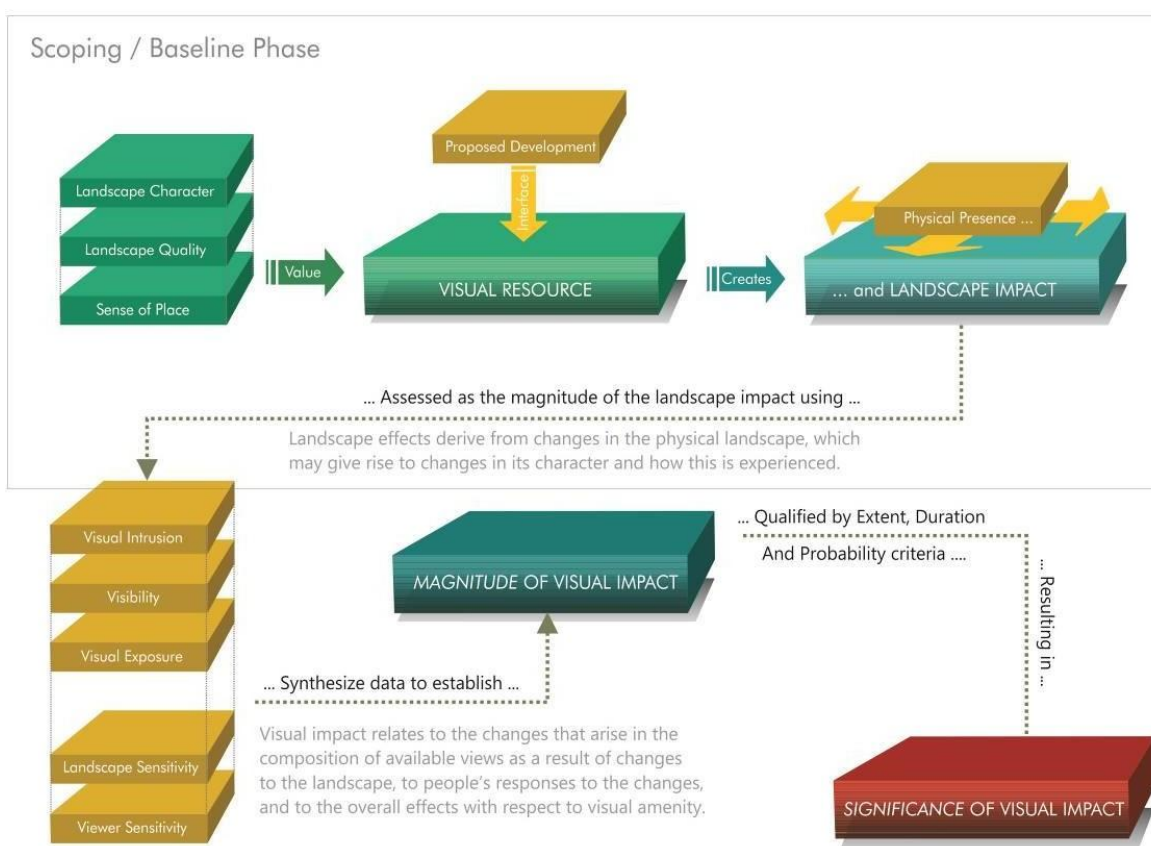 Scoping / Baseline Phase
Proposed Development
Landscape Character
Interface
Physical Presence ...
Landscape Quality
Value
VISUAL RESOURCE
Creates
... and LANDSCAPE IMPACT
Sense of Place
... Assessed as the magnitude of the landscape impact using ...
Landscape effects derive from changes in the physical landscape, which
may give rise to changes in its character and how this is experienced.
Visual Intrusion
Visibility
Visual Exposure
MAGNITUDE OF VISUAL IMPACT
... Qualified by Extent, Duration
And Probability criteria ....
... Resulting in ...
... Synthesize data to establish ...
Visual impact relates to the changes that arise in the
composition of available views as a result of changes
to the landscape, to people's responses to the changes,
and to the overall effects with respect to visual amenity.
Landscape Sensitivity
Viewer Sensitivity
SIGNIFICANCE OF VISUAL IMPACT